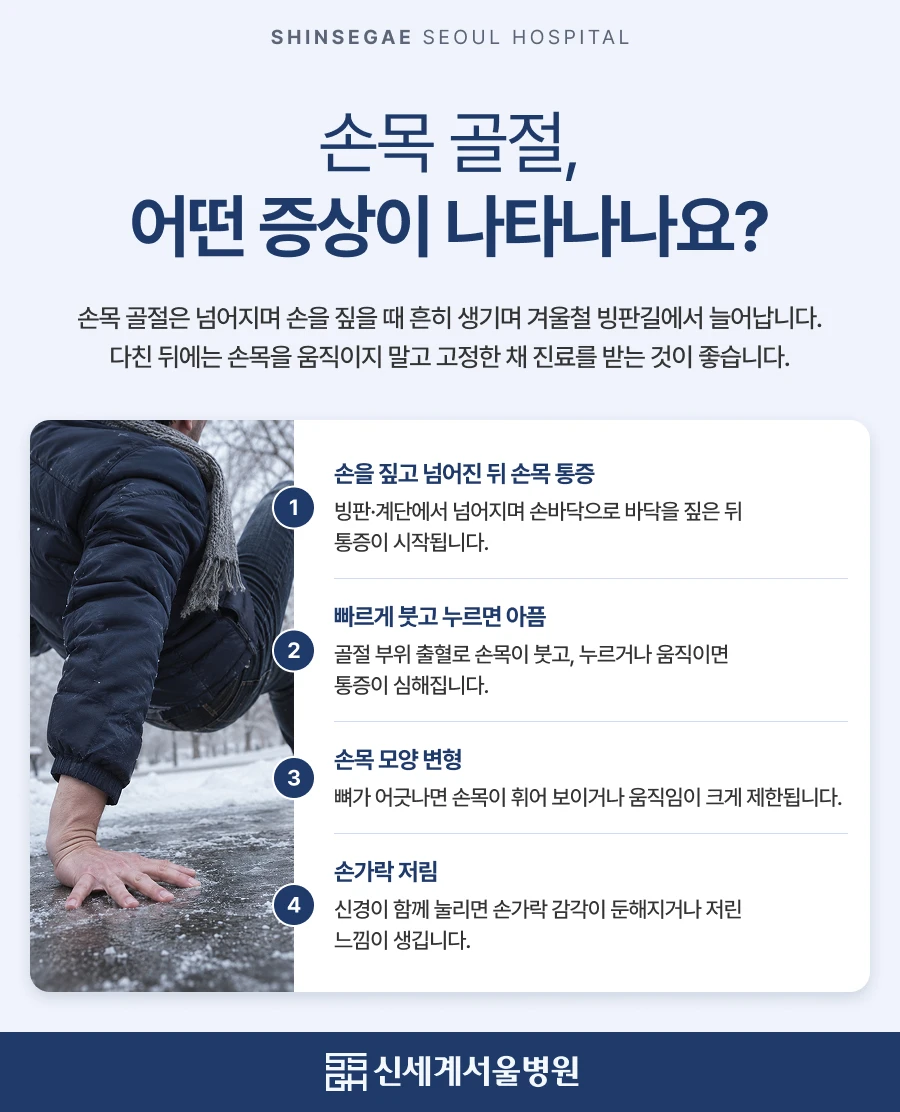 SHINSEGAE SEOUL HOSPITAL
손목 골절,
어떤 증상이 나타나나요?
손목 골절은 넘어지며 손을 짚을 때 흔히 생기며 겨울철 빙판길에서 늘어납니다.
다친 뒤에는 손목을 움직이지 말고 고정한 채 진료를 받는 것이 좋습니다.
1
손을 짚고 넘어진 뒤 손목 통증
빙판·계단에서 넘어지며 손바닥으로 바닥을 짚은 뒤
통증이 시작됩니다.
2
빠르게 붓고 누르면 아픔
골절 부위 출혈로 손목이 붓고, 누르거나 움직이면
통증이 심해집니다.
3
손목 모양 변형
뼈가 어긋나면 손목이 휘어 보이거나 움직임이 크게 제한됩니다.
4
손가락 저림
신경이 함께 눌리면 손가락 감각이 둔해지거나 저린
느낌이 생깁니다.
신세계서울병원